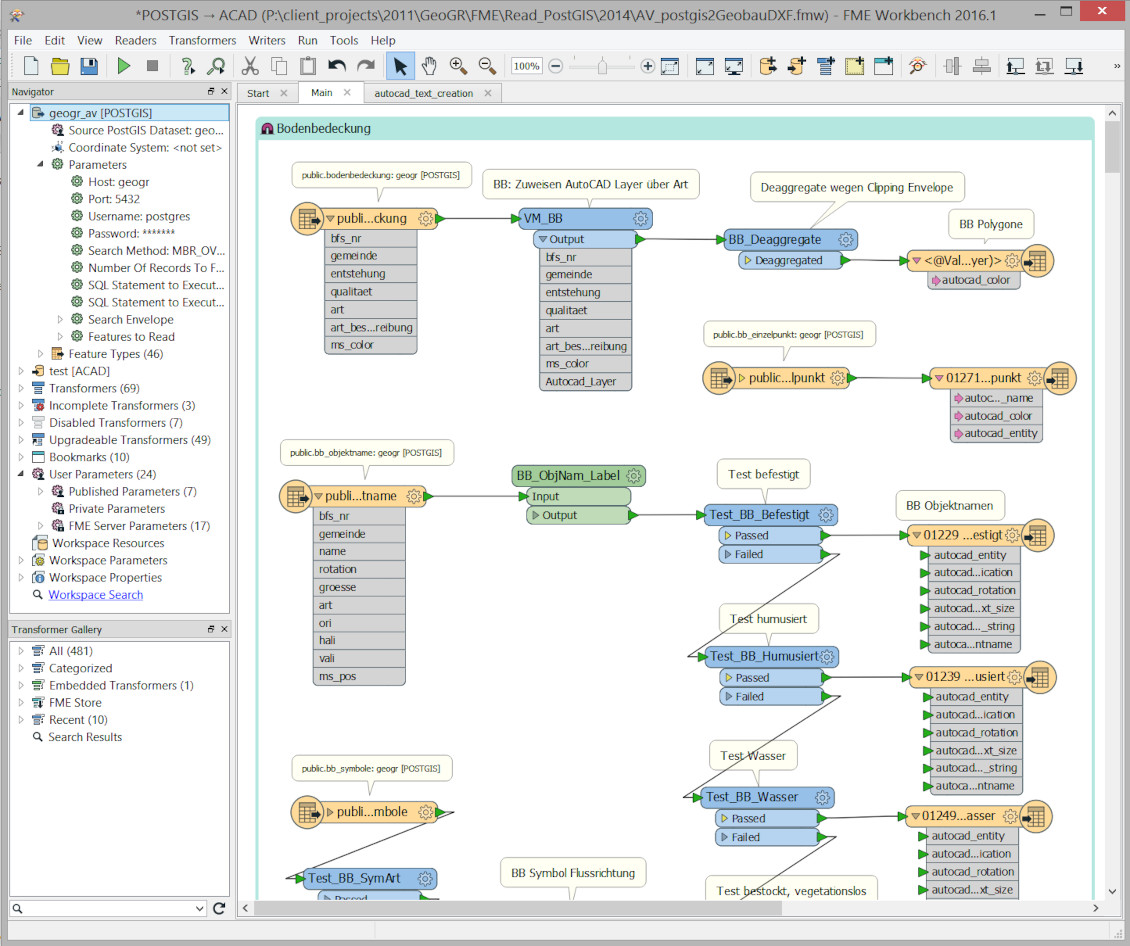 *POSTGIS → ACAD (P:\client_projects\2011\GeoGR\FME\Read_PostGIS\2014\AV_postgis2GeobauDXF.fmw) - FME Workbench 2016.1
File Edit View Readers Transformers Writers Run Tools Help
100%
Navigator
geogr_av [POSTGIS]
Source PostGIS Dataset: geo...
Coordinate System: <not set>
Parameters
Host: geogr
Port: 5432
Username: postgres
Password: *******
Search Method: MBR_OV...
Number Of Records To F...
SQL Statement to Execut...
SQL Statement to Execut...
Search Envelope
Features to Read
Feature Types (46)
test [ACAD]
Transformers (69)
Incomplete Transformers (3)
Disabled Transformers (7)
Upgradeable Transformers (49)
Bookmarks (10)
User Parameters (24)
Published Parameters (7)
Private Parameters
FME Server Parameters (17)
Workspace Resources
Workspace Parameters
Workspace Properties
Workspace Search
Transformer Gallery
All (481)
Categorized
Embedded Transformers (1)
FME Store
Recent (10)
Search Results
Start
Main
autocad_text_creation
Bodenbedeckung
public.bodenbedeckung: geogr [POSTGIS]
publi...ckung
bfs_nr
gemeinde
entstehung
qualitaet
art
art_bes...reibung
ms_color
BB: Zuweisen AutoCAD Layer über Art
VM_BB
Output
bfs_nr
gemeinde
entstehung
qualitaet
art
art_bes...reibung
ms_color
Autocad_Layer
Deaggregate wegen Clipping Envelope
BB_Deaggregate
Deaggregated
BB Polygone
<@Val...yer)>
autocad_color
public.bb_einzelpunkt: geogr [POSTGIS]
public...lpunkt
01271...punkt
autoc..._name
autocad_color
autocad_entity
public.bb_objektname: geogr [POSTGIS]
publi...tname
bfs_nr
gemeinde
name
rotation
groesse
art
ori
hali
vali
ms_pos
BB_ObjNam_Label
Input
Output
Test befestigt
Test_BB_Befestigt
Passed
Failed
BB Objektnamen
01229 ...estigt
autocad_entity
autocad...ication
autocad_rotation
autocad...xt_size
autocad..._string
autoca...ntname
Test humusiert
Test_BB_Humusiert
Passed
Failed
01239 ...usiert
autocad_entity
autocad...ication
autocad_rotation
autocad...xt_size
autocad..._string
autoca...ntname
Test Wasser
Test_BB_Wasser
Passed
Failed
01249...asser
autocad_entity
autocad...ication
autocad_rotation
autocad...xt_size
public.bb_symbole: geogr [POSTGIS]
publi...mbole
Test_BB_SymArt
Passed
BB Symbol Flussrichtung
Test bestockt, vegetationslos